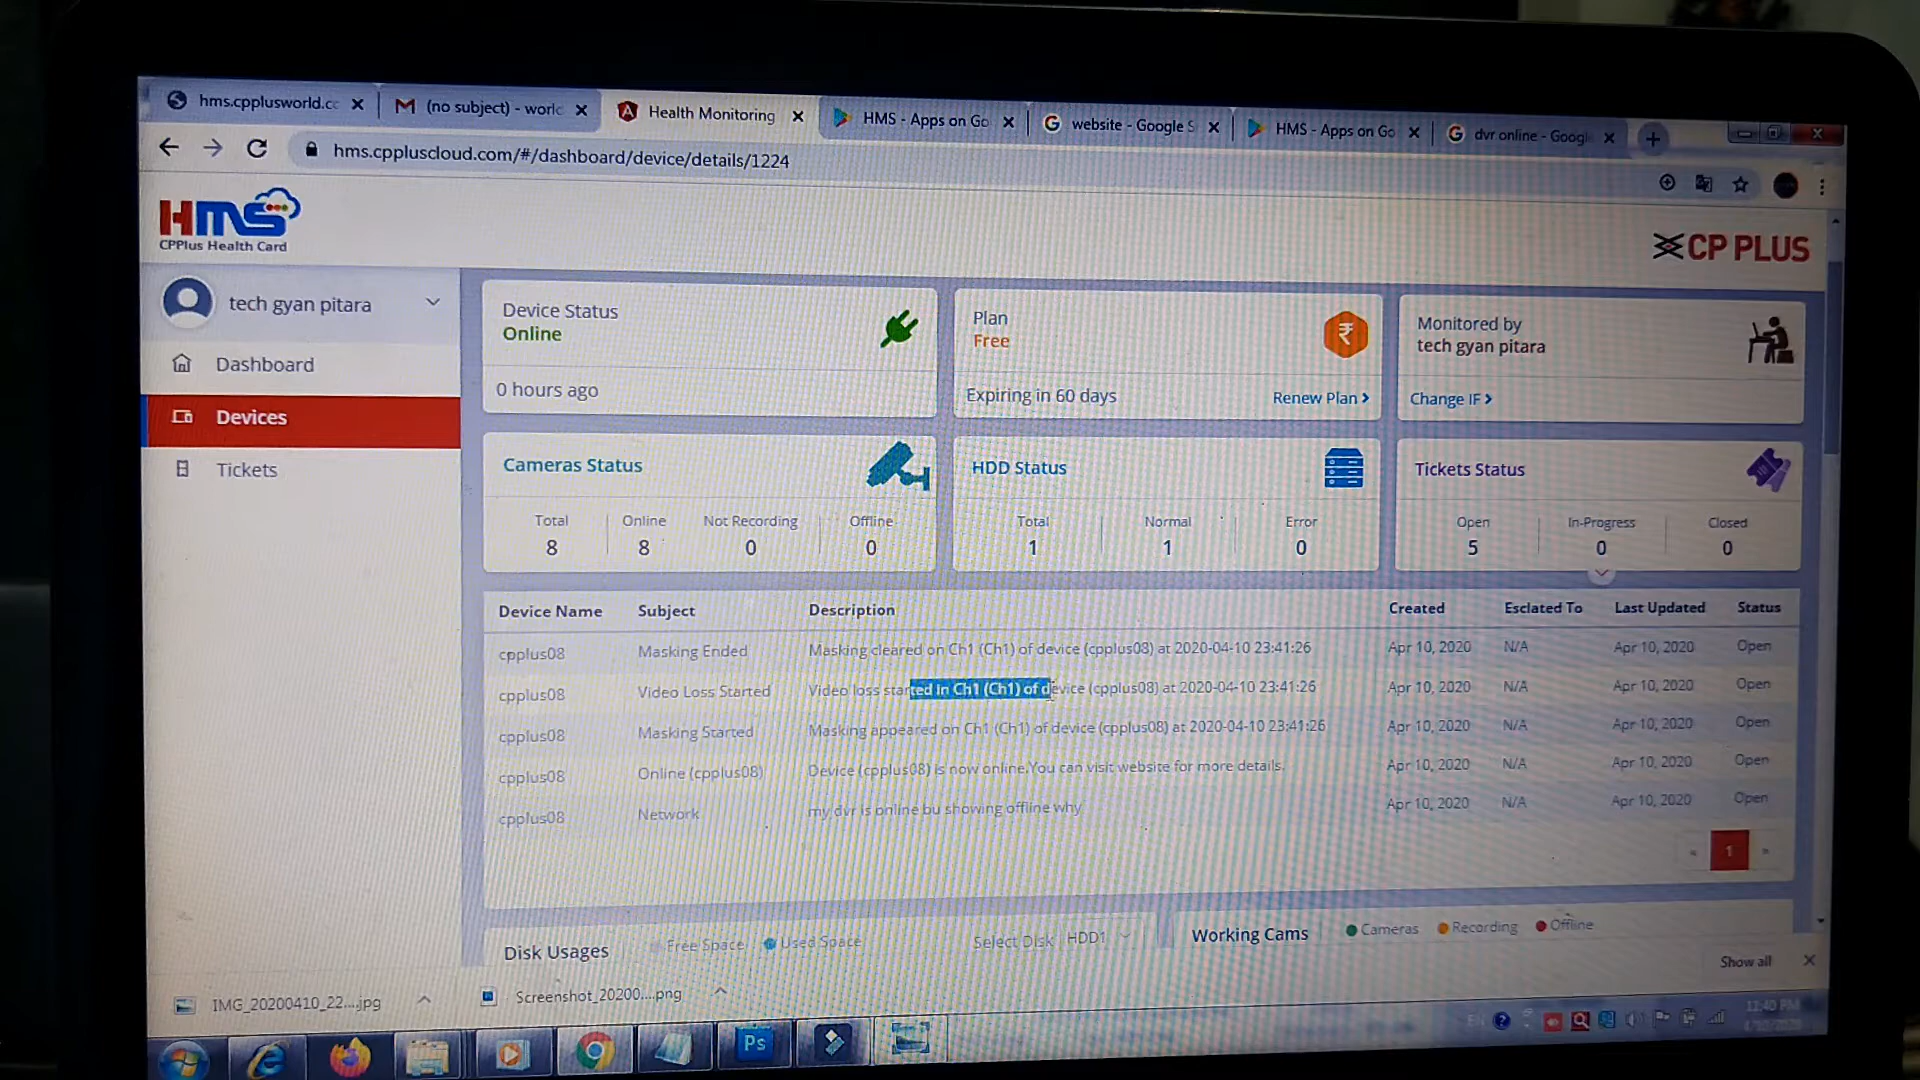 hms.cpplusworld.cc
(no subject) - worlc
Health Monitoring
HMS - Apps on Go
website - Google S
HMS - Apps on Go
dvr online - Googl
hms.cppluscloud.com/#/dashboard/device/details/1224
HMS
CPPlus Health Card
CP PLUS
tech gyan pitara
Dashboard
Devices
Tickets
Device Status
Online
0 hours ago
Plan
Free
Expiring in 60 days
Renew Plan >
Monitored by
tech gyan pitara
Change IF >
Cameras Status
Total Online Not Recording Offline
8 8 0 0
HDD Status
Total Normal Error
1 1 0
Tickets Status
Open In-Progress Closed
5 0 0
Device Name Subject Description Created Esclated To Last Updated Status
cpplus08 Masking Ended Masking cleared on Ch1 (Ch1) of device (cpplus08) at 2020-04-10 23:41:26 Apr 10, 2020 N/A Apr 10, 2020 Open
cpplus08 Video Loss Started Video loss started in Ch1 (Ch1) of device (cpplus08) at 2020-04-10 23:41:26 Apr 10, 2020 N/A Apr 10, 2020 Open
cpplus08 Masking Started Masking appeared on Ch1 (Ch1) of device (cpplus08) at 2020-04-10 23:41:26 Apr 10, 2020 N/A Apr 10, 2020 Open
cpplus08 Online (cpplus08) Device (cpplus08) is now online.You can visit website for more details. Apr 10, 2020 N/A Apr 10, 2020 Open
cpplus08 Network my dvr is online bu showing offline why Apr 10, 2020 N/A Apr 10, 2020 Open
« 1 »
Disk Usages Free Space Used Space Select Disk HDD1
Working Cams Cameras Recording Offline
Show all
IMG_20200410_22....jpg
Screenshot_20200....png
Ps
EN
12:40 PM